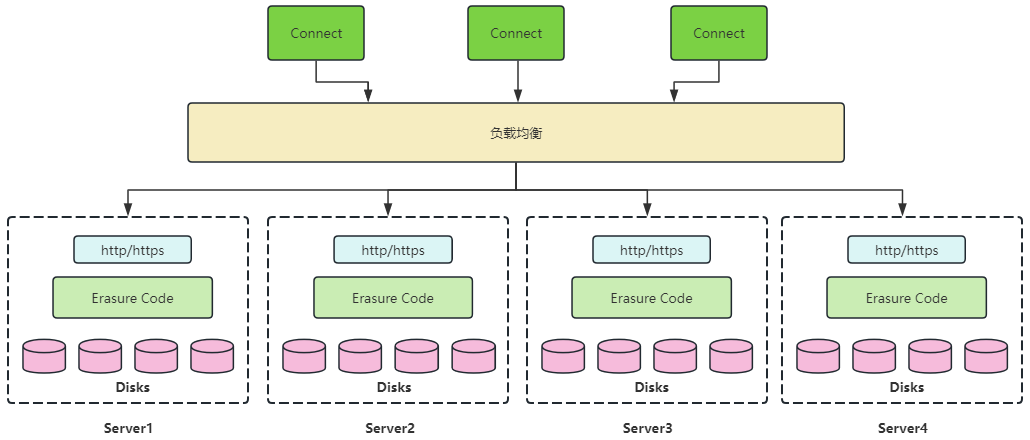 Connect
Connect
Connect
负载均衡
http/https
http/https
http/https
http/https
Erasure Code
Erasure Code
Erasure Code
Erasure Code
Disks
Disks
Disks
Disks
Server1
Server2
Server3
Server4